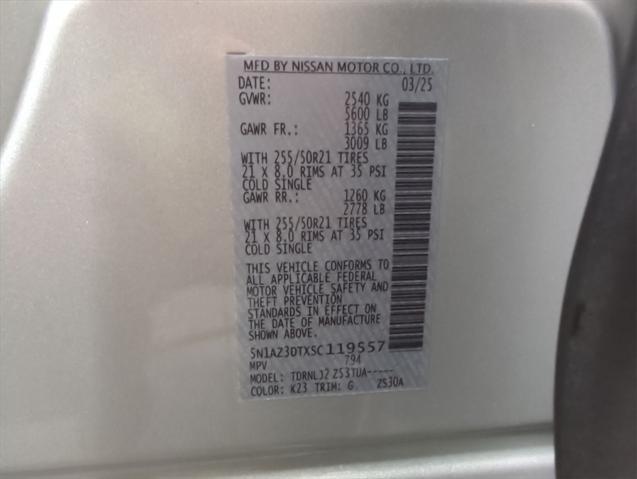 MFD BY NISSAN MOTOR CO., LTD.
DATE: 03/25
GVWR: 2540 KG
5600 LB
GAWR FR.: 1365 KG
3009 LB
WITH 255/50R21 TIRES
21 X 8.0 RIMS AT 35 PSI
COLD SINGLE
GAWR RR.: 1260 KG
2778 LB
WITH 255/50R21 TIRES
21 X 8.0 RIMS AT 35 PSI
COLD SINGLE
THIS VEHICLE CONFORMS TO
ALL APPLICABLE FEDERAL
MOTOR VEHICLE SAFETY AND
THEFT PREVENTION
STANDARDS IN EFFECT ON
THE DATE OF MANUFACTURE
SHOWN ABOVE.
5N1AZ3DTXSC119557
MPV 794
MODEL: TDRNLJ2 ZS3TUA-----
COLOR: K23 TRIM: G ZS30A